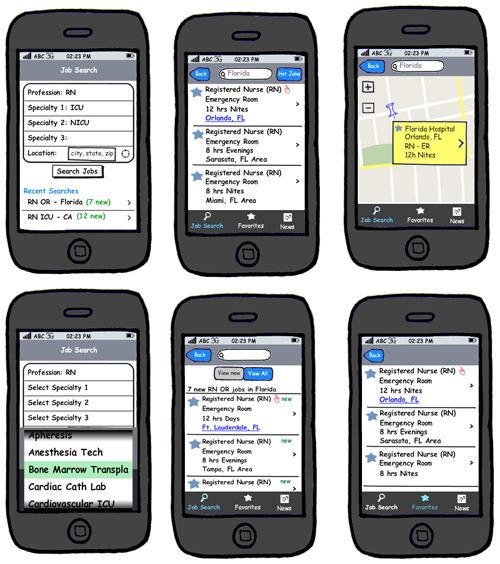 ABC 3G 02:23 PM
Job Search
Profession: RN
Specialty 1: ICU
Specialty 2: NICU
Specialty 3:
Location: city, state, zip
Search Jobs
Recent Searches
RN OR - Florida (7 new)
RN ICU - CA (12 new)
ABC 3G 02:23 PM
Back Florida Hot Jobs
Registered Nurse (RN)
Emergency Room
12 hrs Nites
Orlando, FL
Registered Nurse (RN)
Emergency Room
8 hrs Evenings
Sarasota, FL Area
Registered Nurse (RN)
Emergency Room
8 hrs Evenings
Miami, FL Area
Job Search Favorites News
ABC 3G 02:23 PM
Back Florida
Florida Hospital
Orlando, FL
RN - ER
12h Nites
Job Search Favorites News
ABC 3G 02:23 PM
Job Search
Profession: RN
Select Specialty 1
Select Specialty 2
Select Specialty 3
Apheresis
Anesthesia Tech
Bone Marrow Transpla
Cardiac Cath Lab
Cardiovascular ICU
ABC 3G 02:23 PM
Back
View new View All
7 new RN OR jobs in Florida
Registered Nurse (RN) new
Emergency Room
12 hrs Days
Ft. Lauderdale, FL
Registered Nurse (RN) new
Emergency Room
8 hrs Evenings
Tampa, FL Area
Registered Nurse (RN) new
Emergency Room
Job Search Favorites News
ABC 3G 02:23 PM
Back
Registered Nurse (RN)
Emergency Room
12 hrs Nites
Orlando, FL
Registered Nurse (RN)
Emergency Room
8 hrs Evenings
Sarasota, FL Area
Registered Nurse (RN)
Emergency Room
8 hrs Nites
Job Search Favorites News